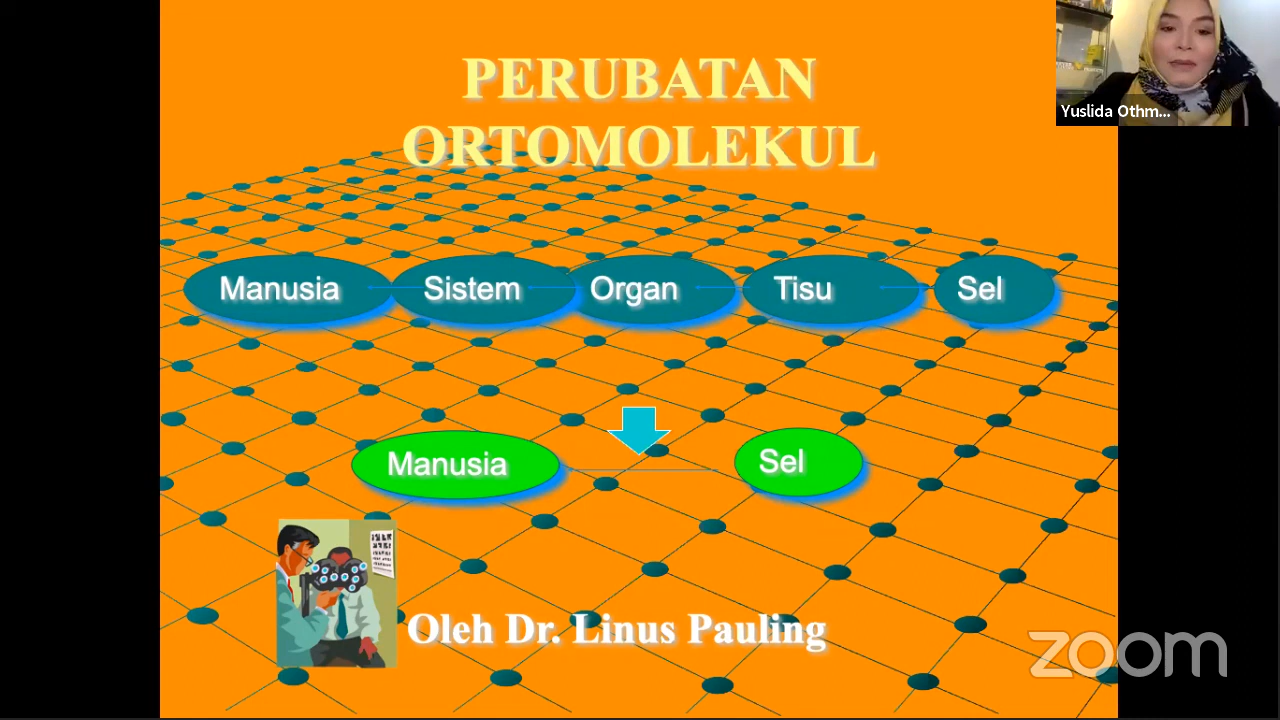 PERUBATAN
ORTOMOLEKUL
Yuslida Othm...
Manusia Sistem Organ Tisu Sel
Manusia Sel
Oleh Dr. Linus Pauling
zoom